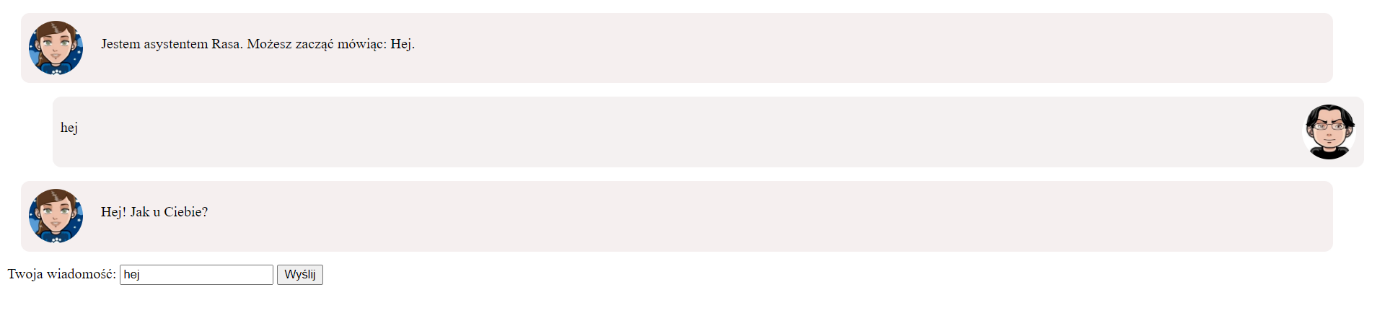 Jestem asystentem Rasa. Możesz zacząć mówiąc: Hej.
hej
Hej! Jak u Ciebie?
Twoja wiadomość: hej Wyślij